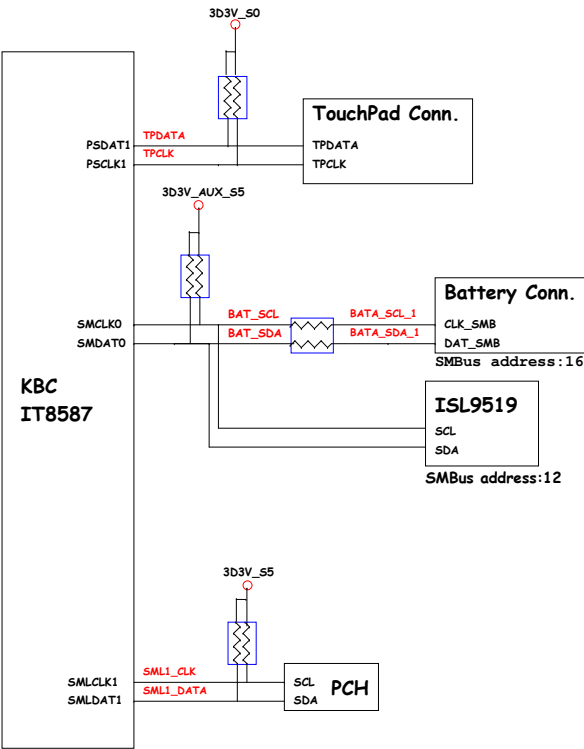 3D3V_S0
TouchPad Conn.
PSDAT1 TPDATA TPDATA
PSCLK1 TPCLK TPCLK
3D3V_AUX_S5
Battery Conn.
SMCLK0 BAT_SCL BATA_SCL_1 CLK_SMB
SMDAT0 BAT_SDA BATA_SDA_1 DAT_SMB
SMBus address:16
KBC
IT8587
ISL9519
SCL
SDA
SMBus address:12
3D3V_S5
SMLCLK1 SML1_CLK SCL
PCH
SMLDAT1 SML1_DATA SDA